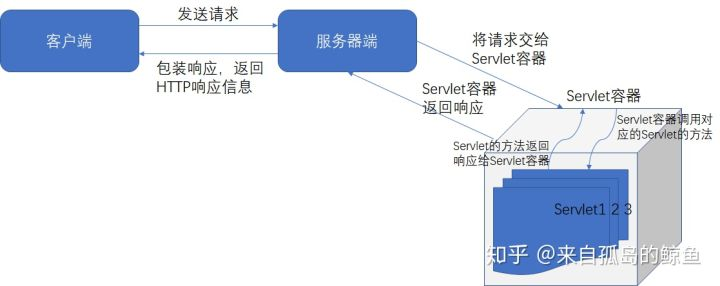 发送请求
客户端
服务器端
包装响应，返回
HTTP响应信息
将请求交给
Servlet容器
Servlet容器
返回响应
Servlet容器
Servlet容器调用对
应的Servlet的方法
Servlet的方法返回
响应给Servlet容器
Servlet1 2 3
知乎 @来自孤岛的鲸鱼